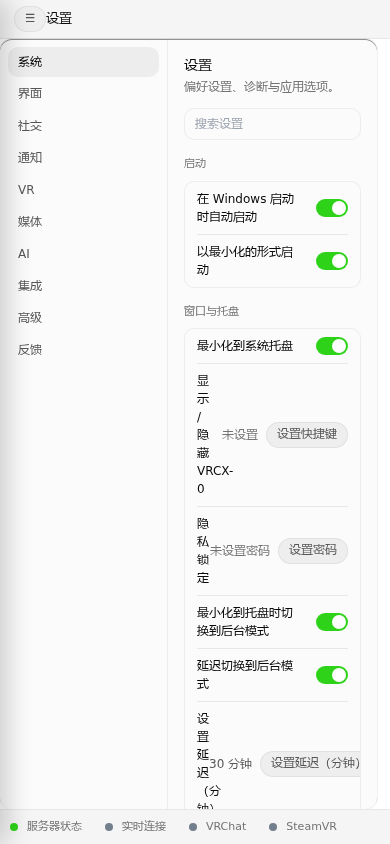 ☰ 设置
系统
界面
社交
通知
VR
媒体
AI
集成
高级
反馈
设置
偏好设置、诊断与应用选项。
搜索设置
启动
在 Windows 启动
时自动启动
以最小化的形式启
动
窗口与托盘
最小化到系统托盘
显
示
/
隐
藏
VRCX-
0
未设置 设置快捷键
隐
私
锁
定
未设置密码 设置密码
最小化到托盘时切
换到后台模式
延迟切换到后台模
式
设
置
延
迟
（分
钟）
30 分钟 设置延迟（分钟）
服务器状态 实时连接 VRChat SteamVR